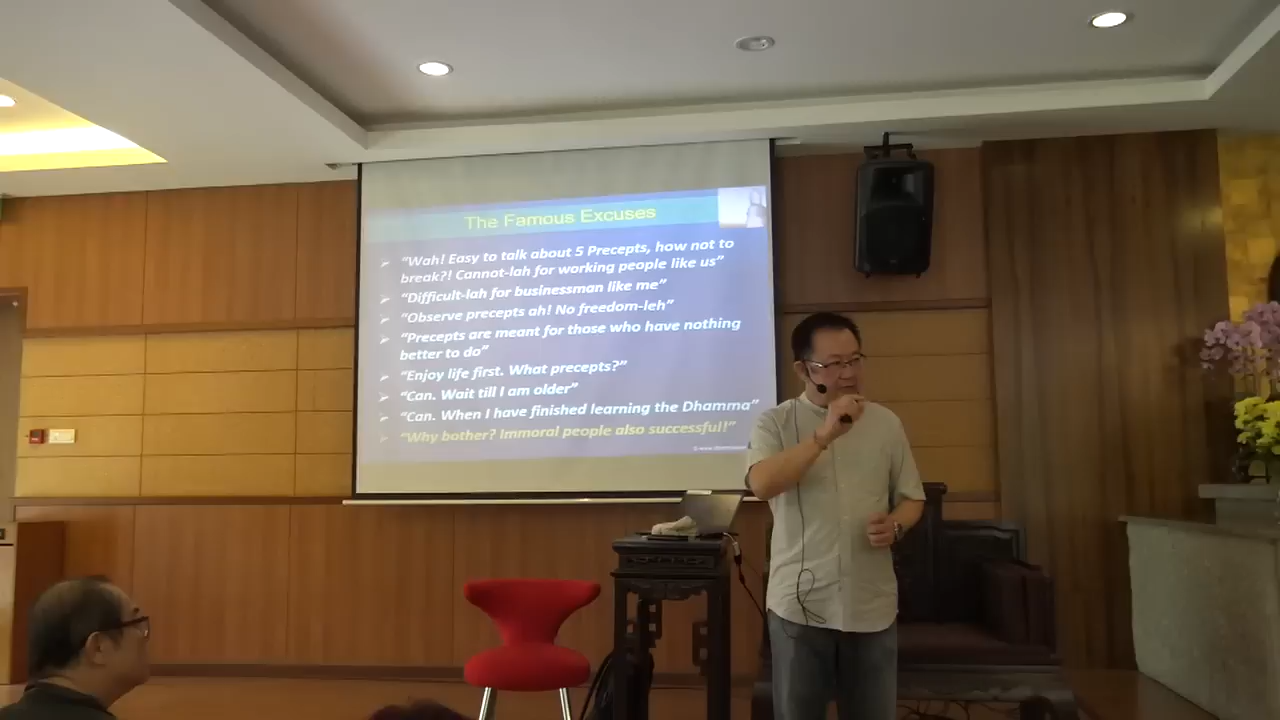 The Famous Excuses
"Wah! Easy to talk about 5 Precepts, how not to
break?! Cannot-lah for working people like us"
"Difficult-lah for businessman like me"
"Observe precepts ah! No freedom-leh"
"Precepts are meant for those who have nothing
better to do"
"Enjoy life first. What precepts?"
"Can. Wait till I am older"
"Can. When I have finished learning the Dhamma"
"Why bother? Immoral people also successful!"